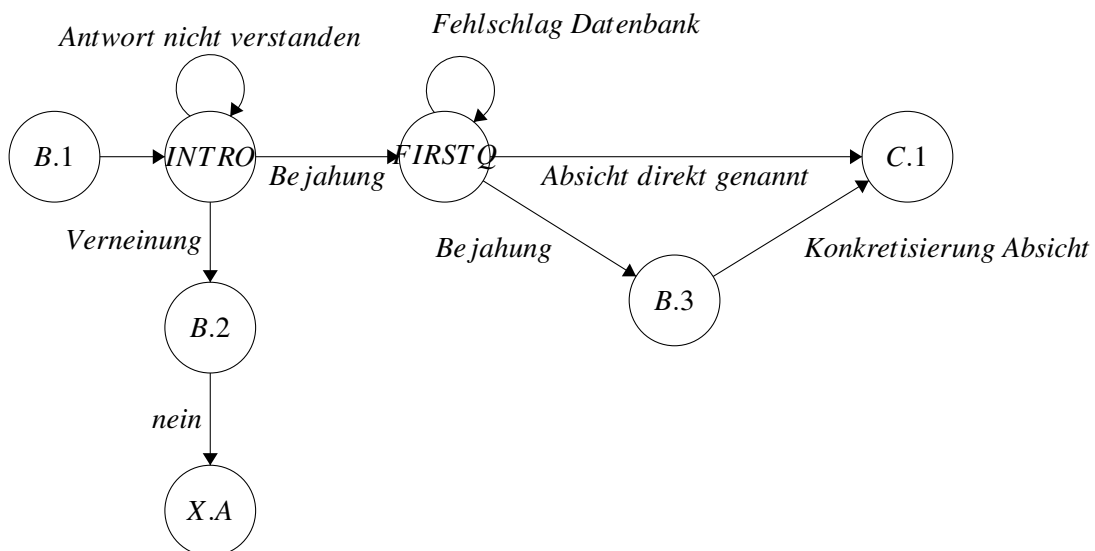 Antwort nicht verstanden
Fehlschlag Datenbank
B.1
INTRO
Bejahung
FIRSTQ
Absicht direkt genannt
C.1
Verneinung
Bejahung
Konkretisierung Absicht
B.3
B.2
nein
X.A